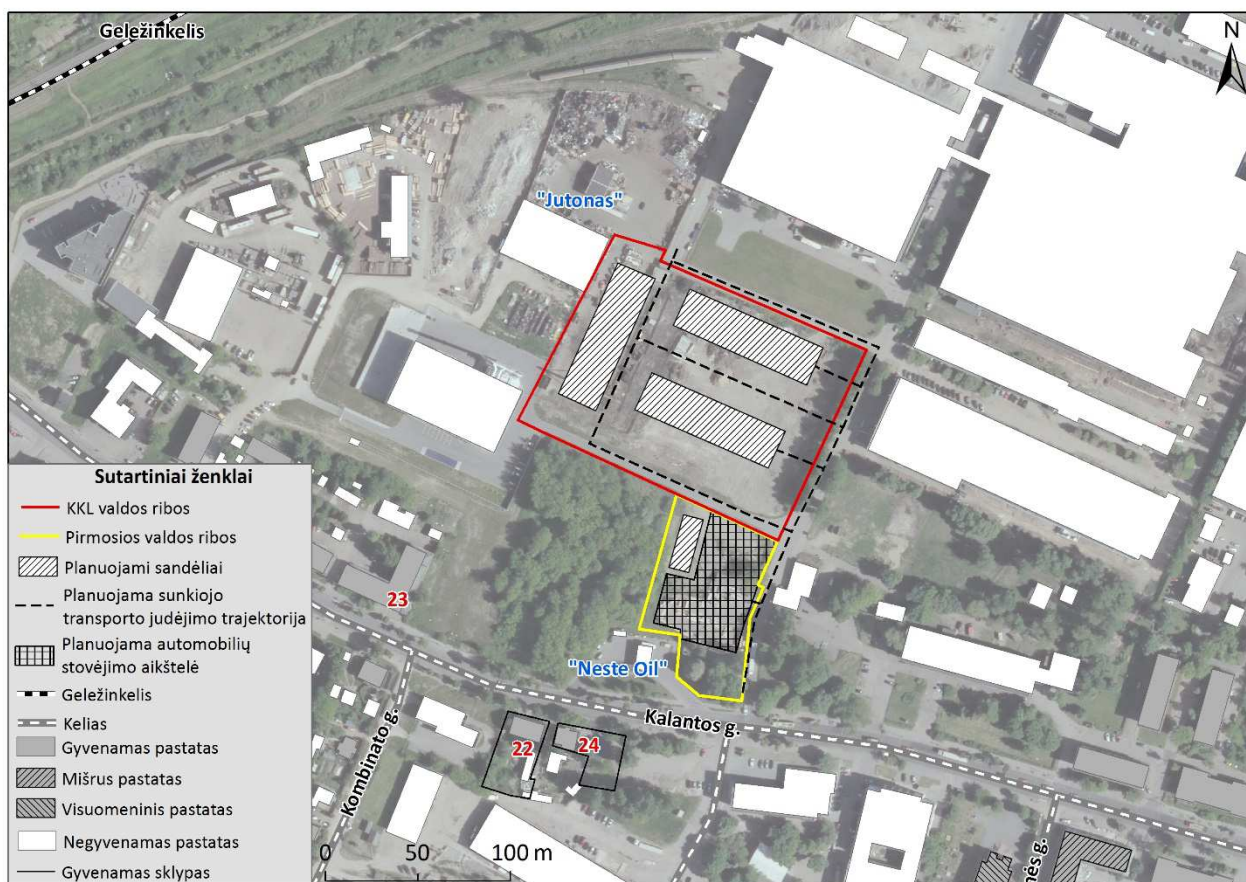 Geležinkelis
N
"Jutonas"
Sutartiniai ženklai
KKL valdos ribos
Pirmosios valdos ribos
Planuojami sandėliai
Planuojama sunkiojo
transporto judėjimo trajektorija
Planuojama automobilių
stovėjimo aikštelė
Geležinkelis
Kelias
Gyvenamas pastatas
Mišrus pastatas
Visuomeninis pastatas
Negyvenamas pastatas
Gyvenamas sklypas
23
"Neste Oil"
Kalantos g.
Kombinato g.
22
24
0 50 100 m